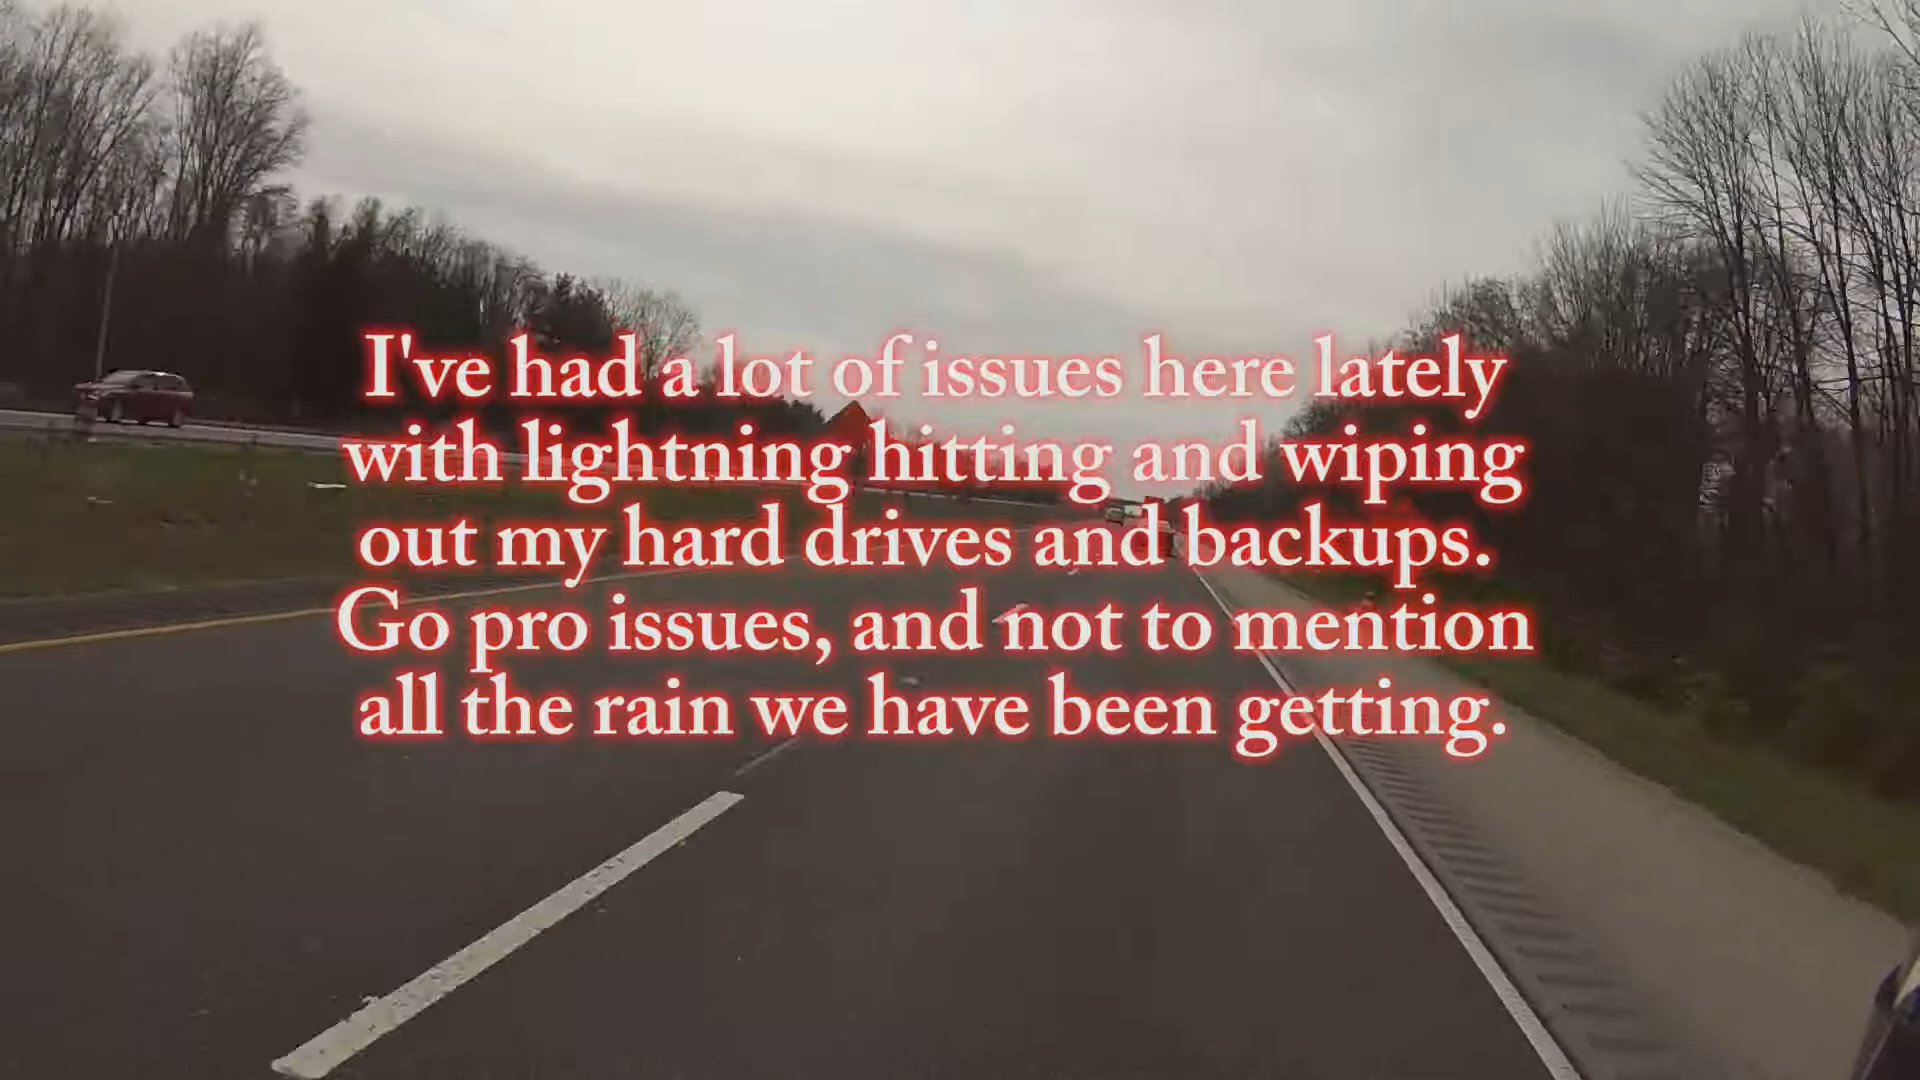 I've had a lot of issues here lately
with lightning hitting and wiping
out my hard drives and backups.
Go pro issues, and not to mention
all the rain we have been getting.